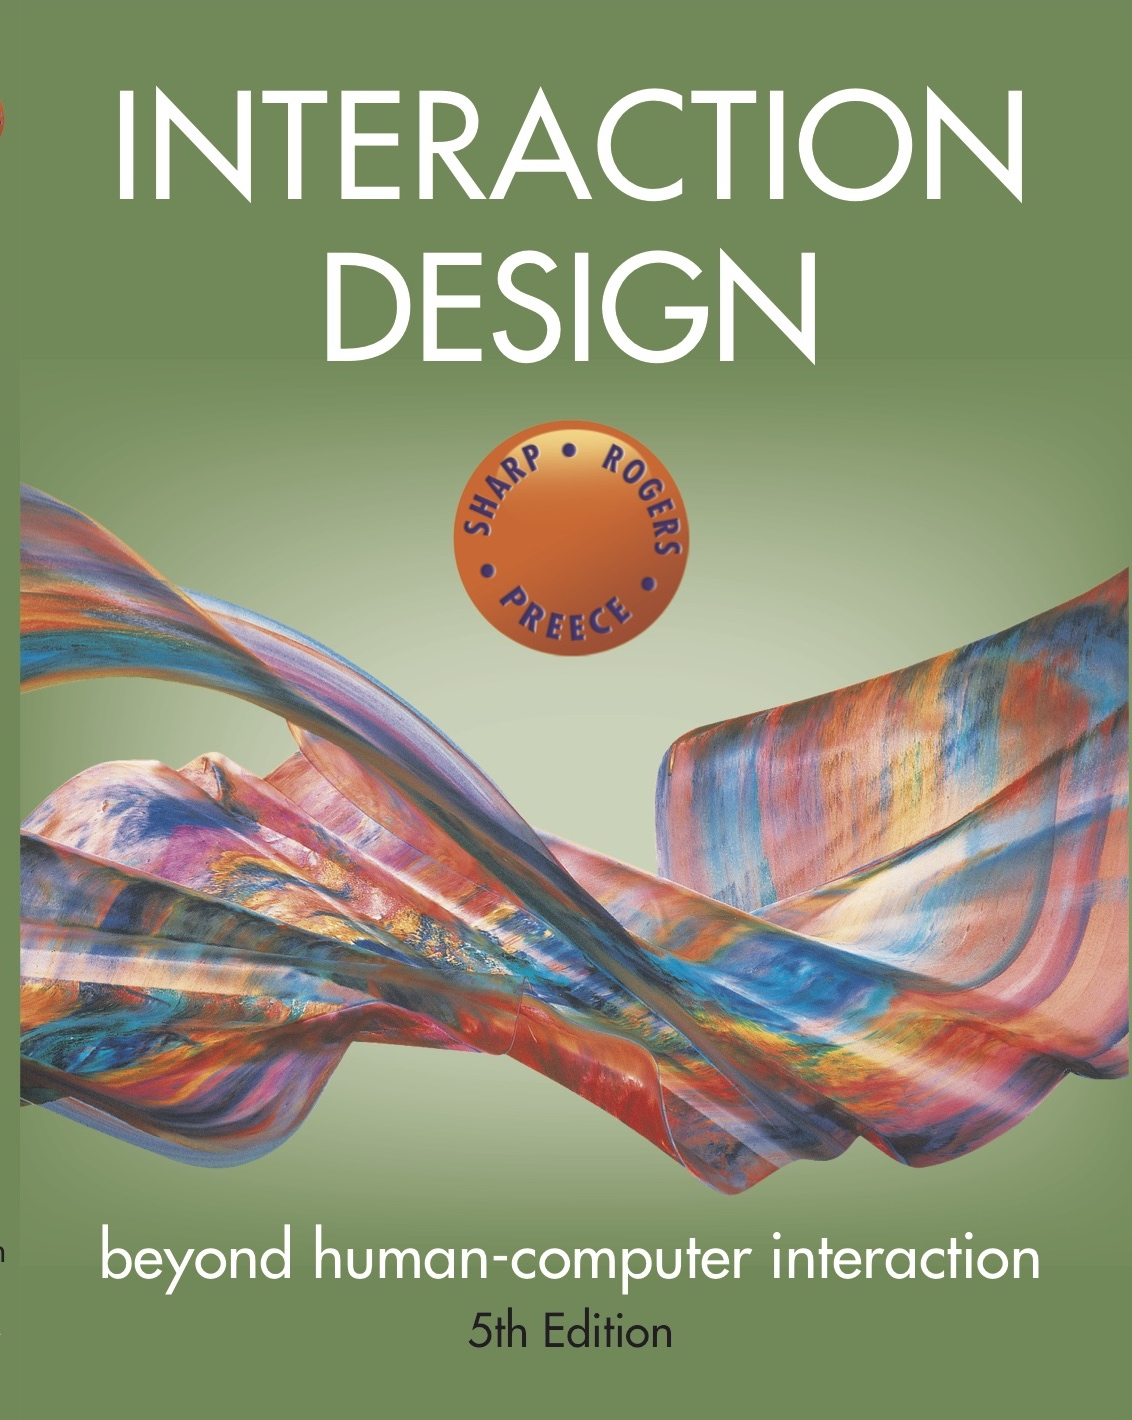 INTERACTION
DESIGN
SHARP • ROGERS • PREECE •
beyond human-computer interaction
5th Edition